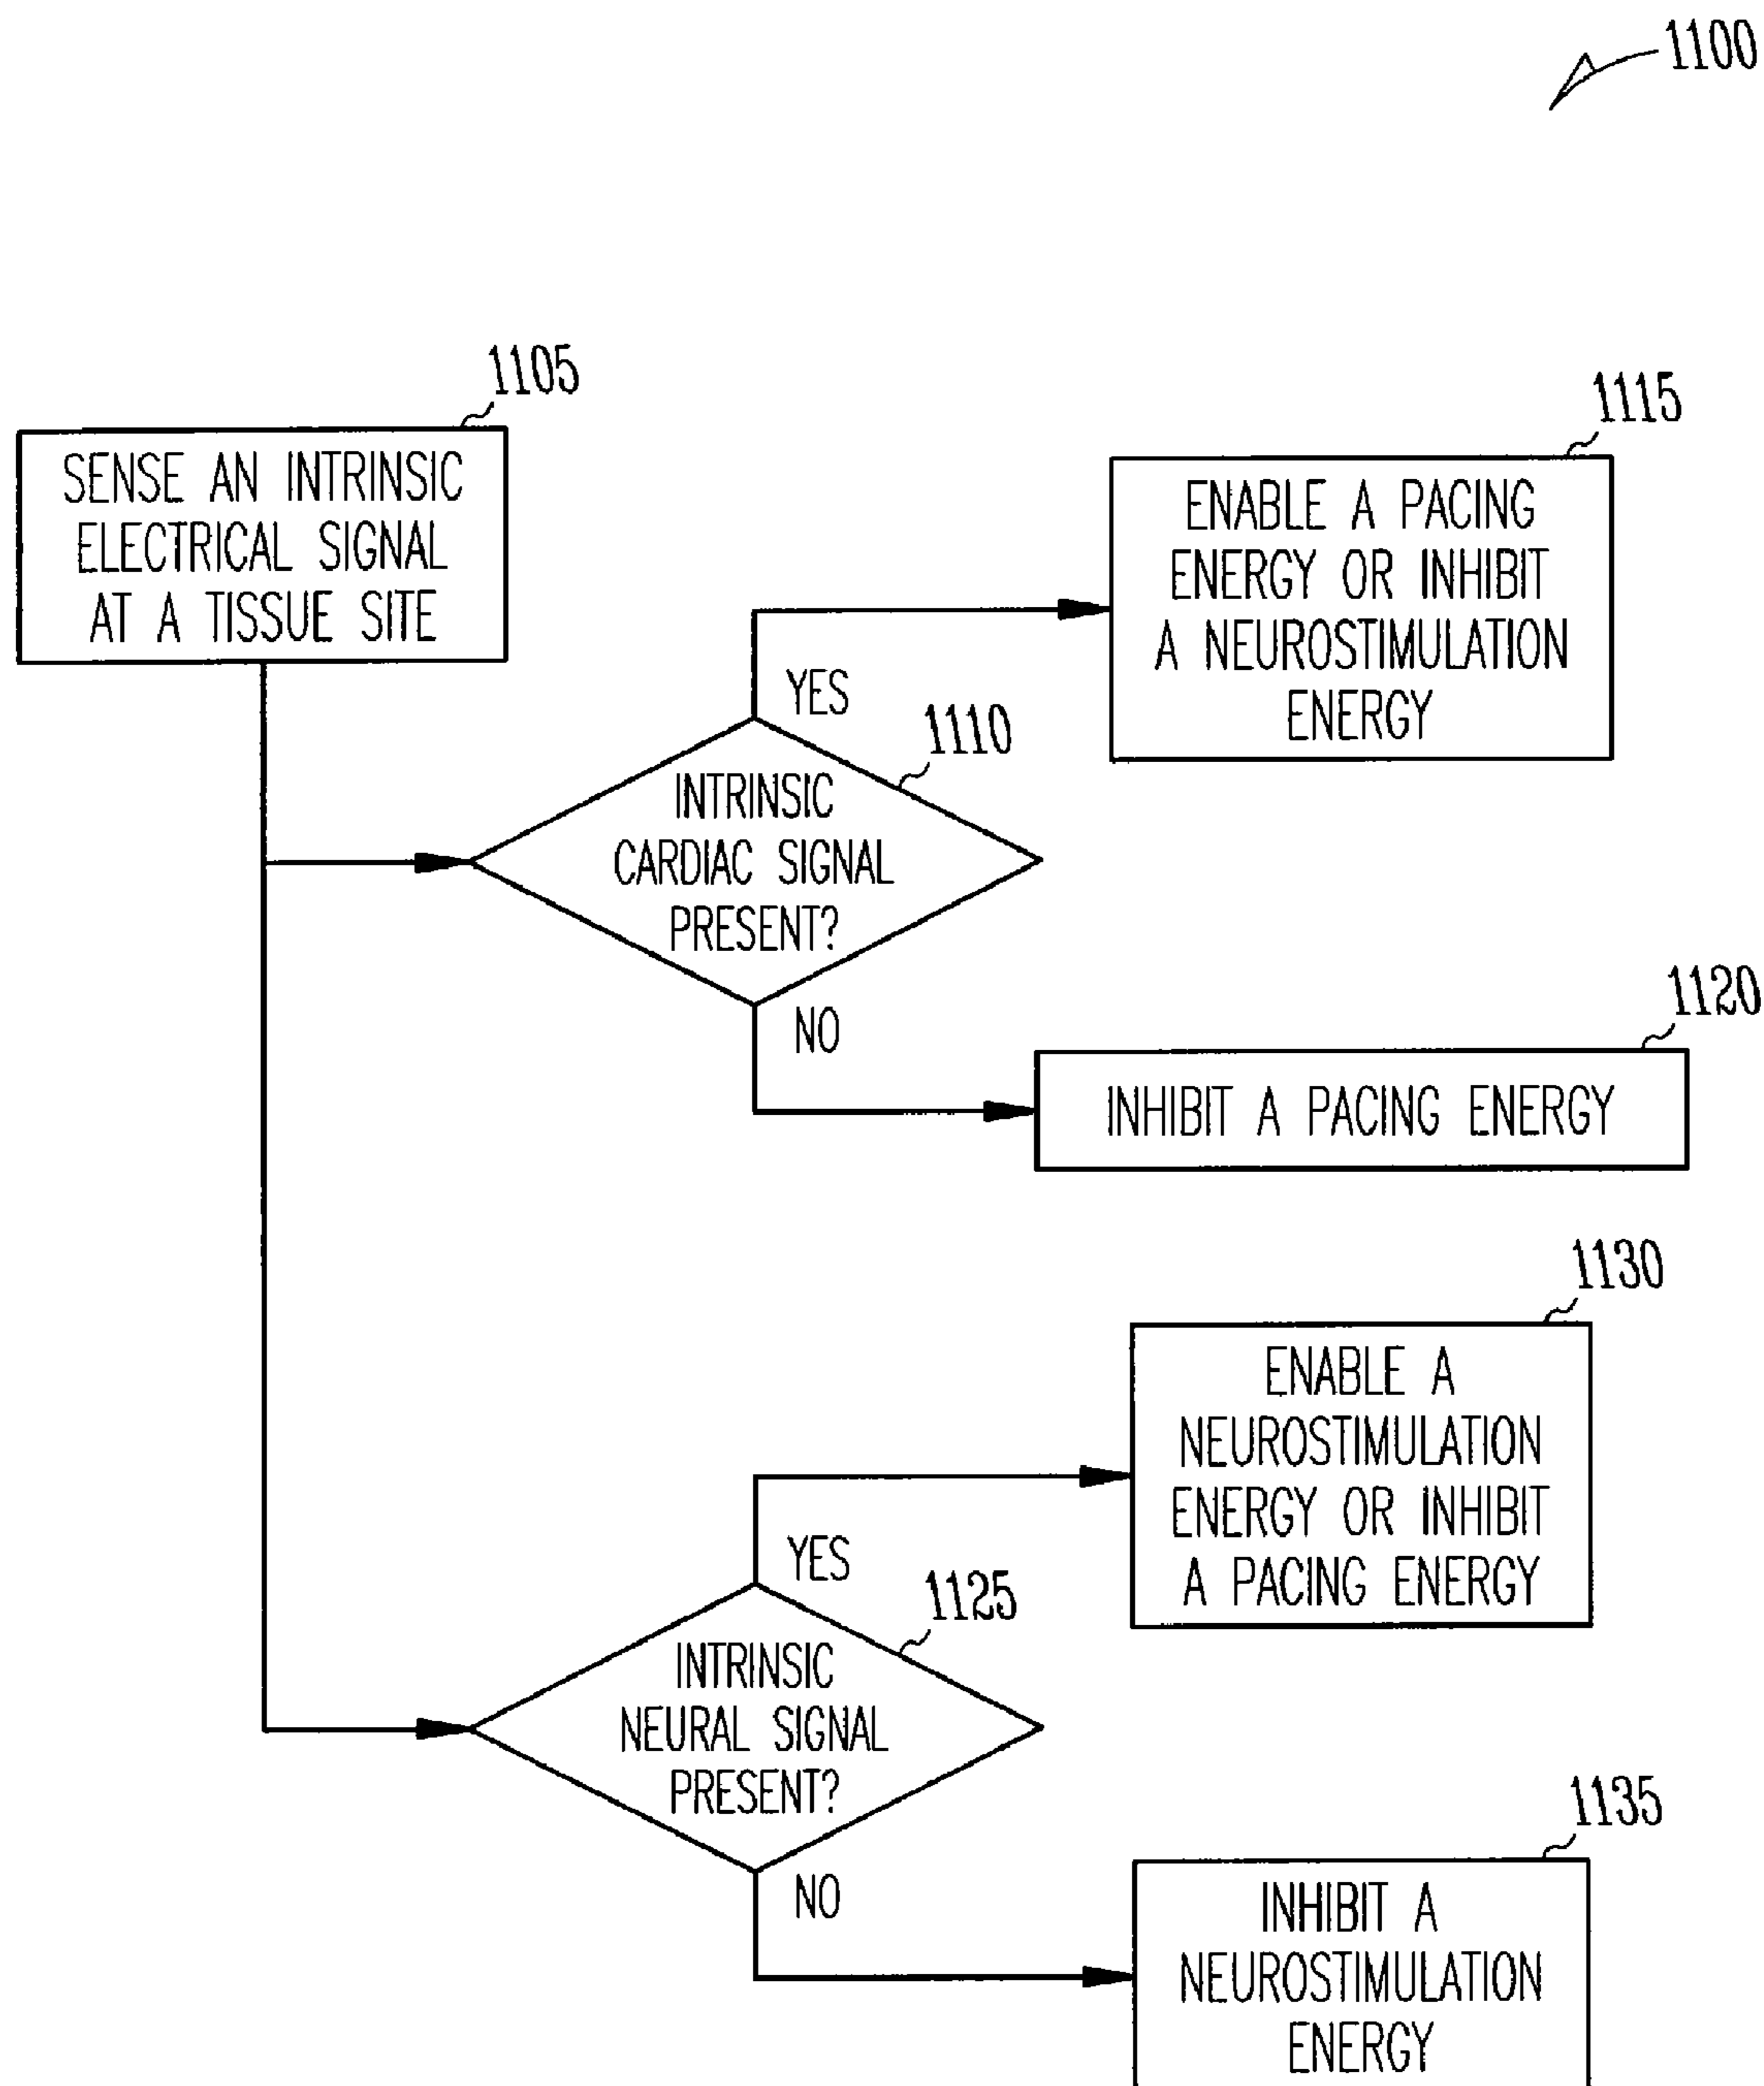 1100
1105
SENSE AN INTRINSIC
ELECTRICAL SIGNAL
AT A TISSUE SITE
1115
ENABLE A PACING
ENERGY OR INHIBIT
A NEUROSTIMULATION
ENERGY
YES
1110
INTRINSIC
CARDIAC SIGNAL
PRESENT?
NO
1120
INHIBIT A PACING ENERGY
1130
ENABLE A
NEUROSTIMULATION
ENERGY OR INHIBIT
A PACING ENERGY
YES
1125
INTRINSIC
NEURAL SIGNAL
PRESENT?
NO
1135
INHIBIT A
NEUROSTIMULATION
ENERGY